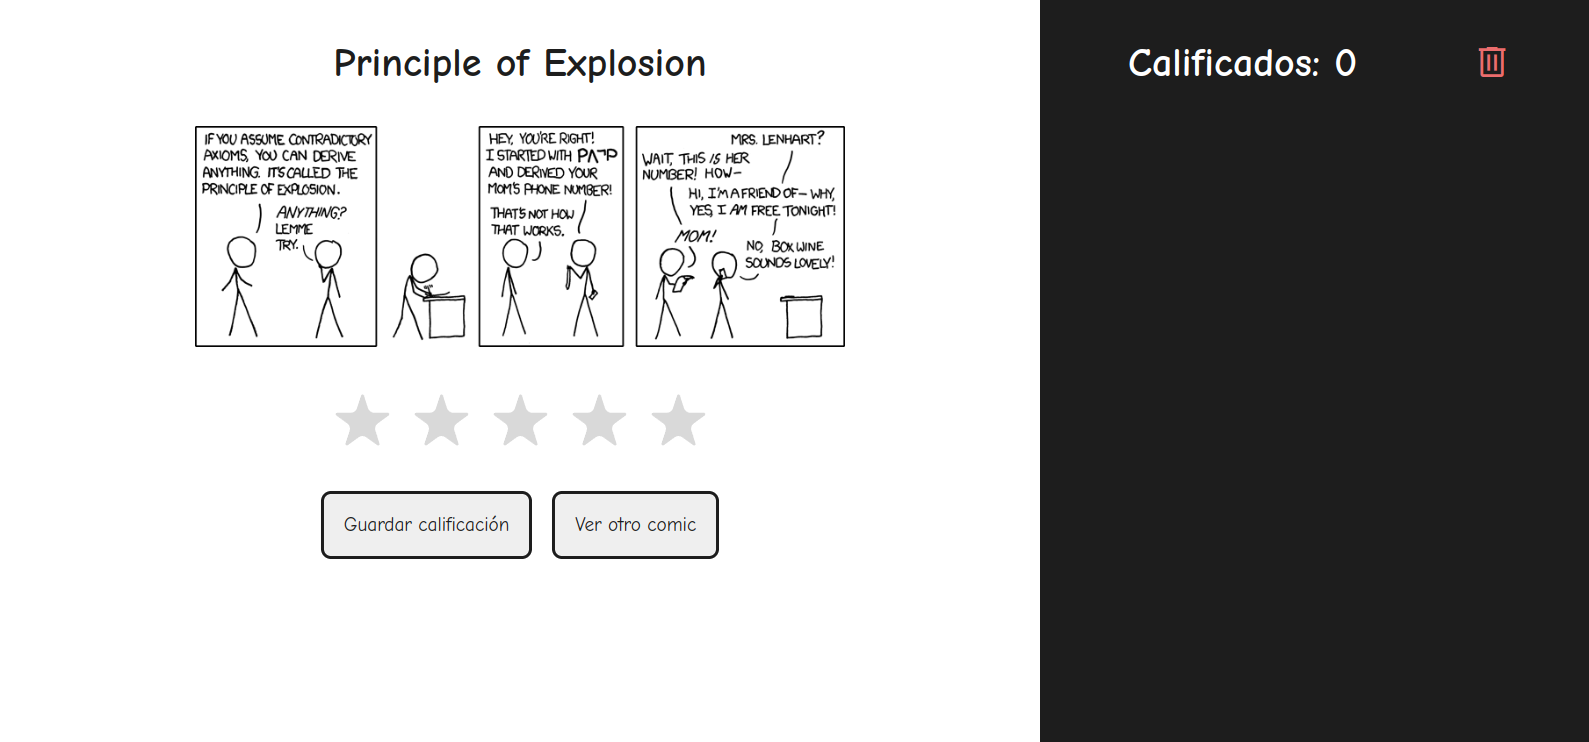 Principle of Explosion
Calificados: 0
IF YOU ASSUME CONTRADICTORY
AXIOMS, YOU CAN DERIVE
ANYTHING. IT'S CALLED THE
PRINCIPLE OF EXPLOSION.
ANYTHING?
LEMME
TRY.
HEY, YOU'RE RIGHT!
I STARTED WITH P∧¬P
AND DERIVED YOUR
MOM'S PHONE NUMBER!
THAT'S NOT HOW
THAT WORKS.
MRS. LENHART?
WAIT, THIS IS HER
NUMBER! HOW—
HI, I'M A FRIEND OF— WHY,
YES, I AM FREE TONIGHT!
MOM!
NO, BOX WINE
SOUNDS LOVELY!
Guardar calificación
Ver otro comic